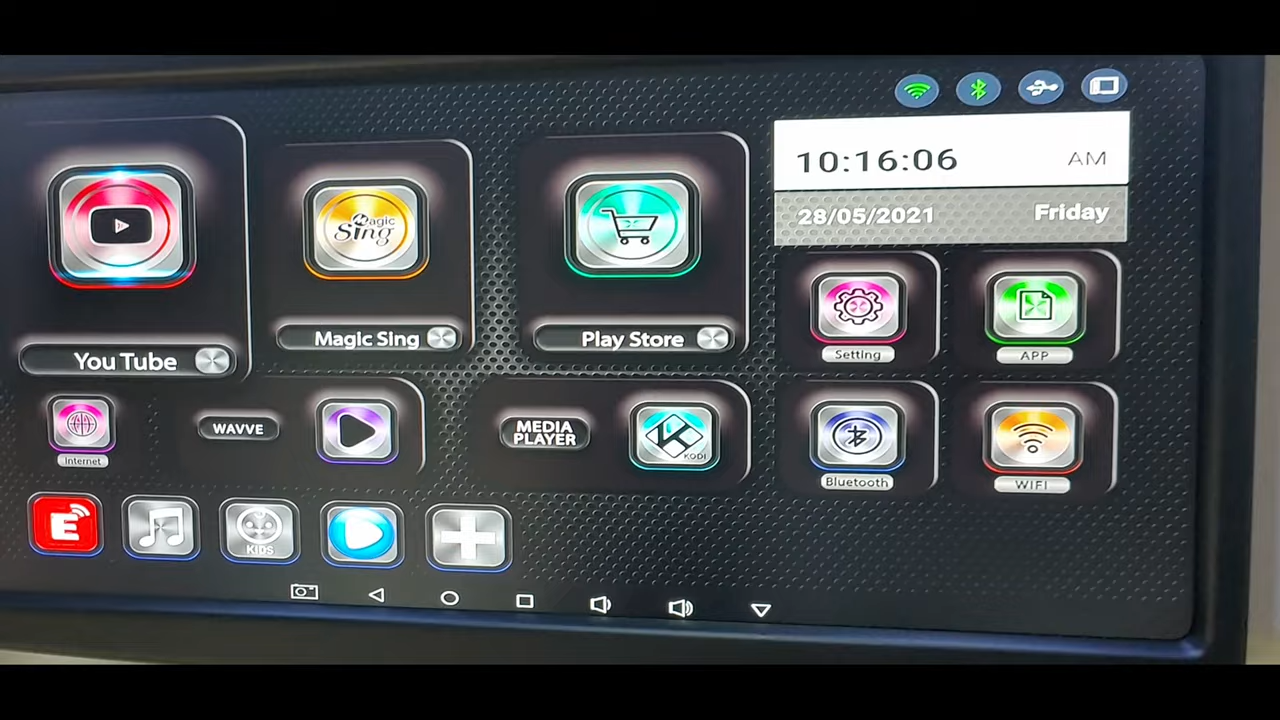 10:16:06 AM
28/05/2021 Friday
Magic
Sing
You Tube
Magic Sing
Play Store
Setting
APP
Internet
WAVVE
MEDIA
PLAYER
KODI
Bluetooth
WIFI
E
KIDS